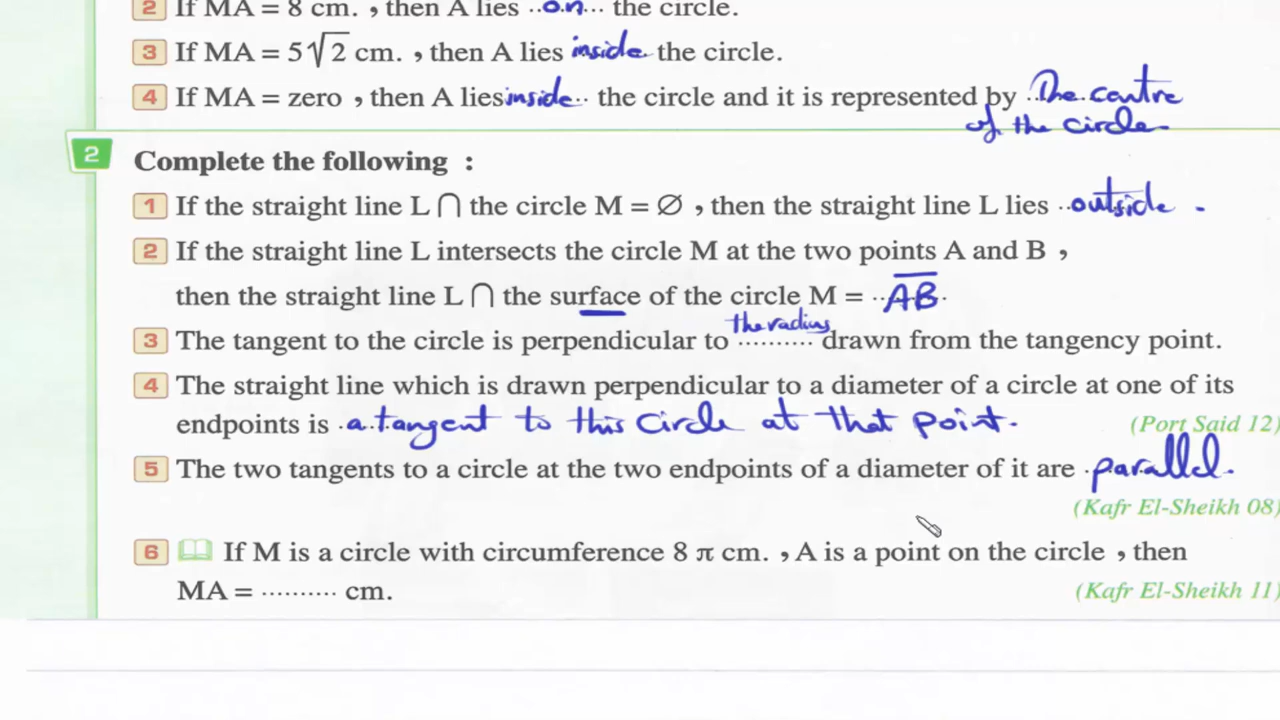 2 If MA = 8 cm. , then A lies ..on... the circle.
3 If MA = 5√2 cm. , then A lies inside the circle.
4 If MA = zero , then A lies inside.. the circle and it is represented by ..The centre
of the circle.
2 Complete the following :
1 If the straight line L ∩ the circle M = ∅ , then the straight line L lies ..outside.
2 If the straight line L intersects the circle M at the two points A and B ,
then the straight line L ∩ the surface of the circle M = ..A̅B̅.
the radius
3 The tangent to the circle is perpendicular to .......... drawn from the tangency point.
4 The straight line which is drawn perpendicular to a diameter of a circle at one of its
endpoints is .a tangent to this circle at that point.
(Port Said 12)
5 The two tangents to a circle at the two endpoints of a diameter of it are .parallel.
(Kafr El-Sheikh 08)
6 If M is a circle with circumference 8 π cm. , A is a point on the circle , then
MA = .......... cm. (Kafr El-Sheikh 11)